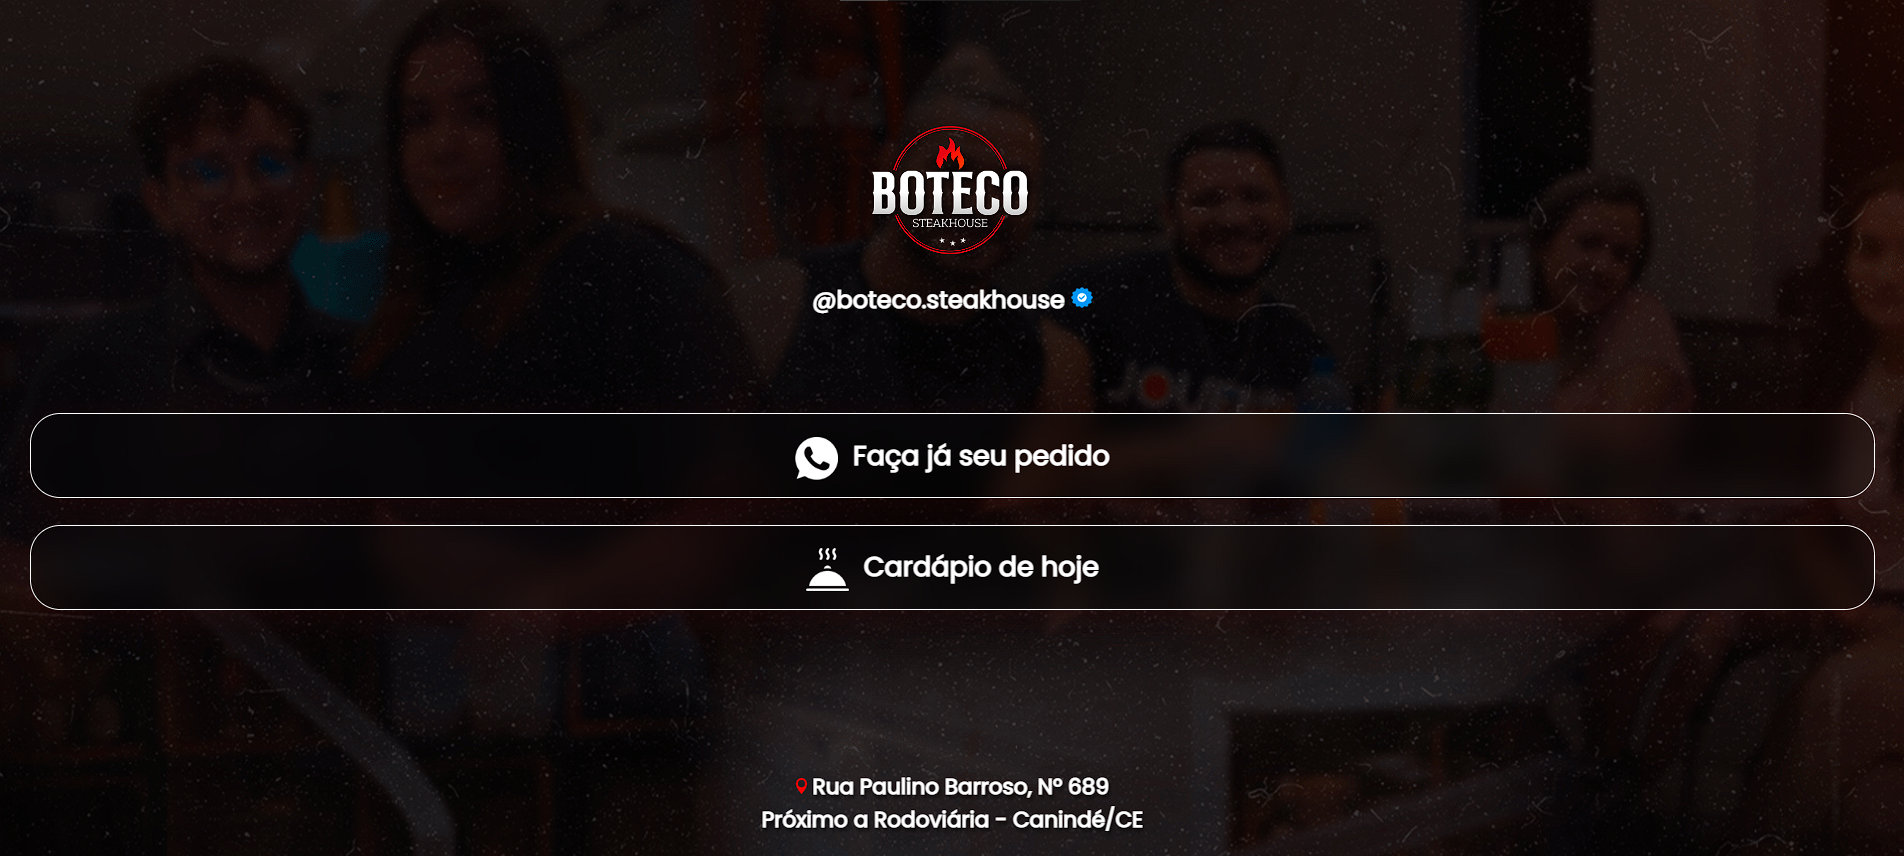 BOTECO
STEAKHOUSE
@boteco.steakhouse
Faça já seu pedido
Cardápio de hoje
Rua Paulino Barroso, Nº 689
Próximo a Rodoviária - Canindé/CE